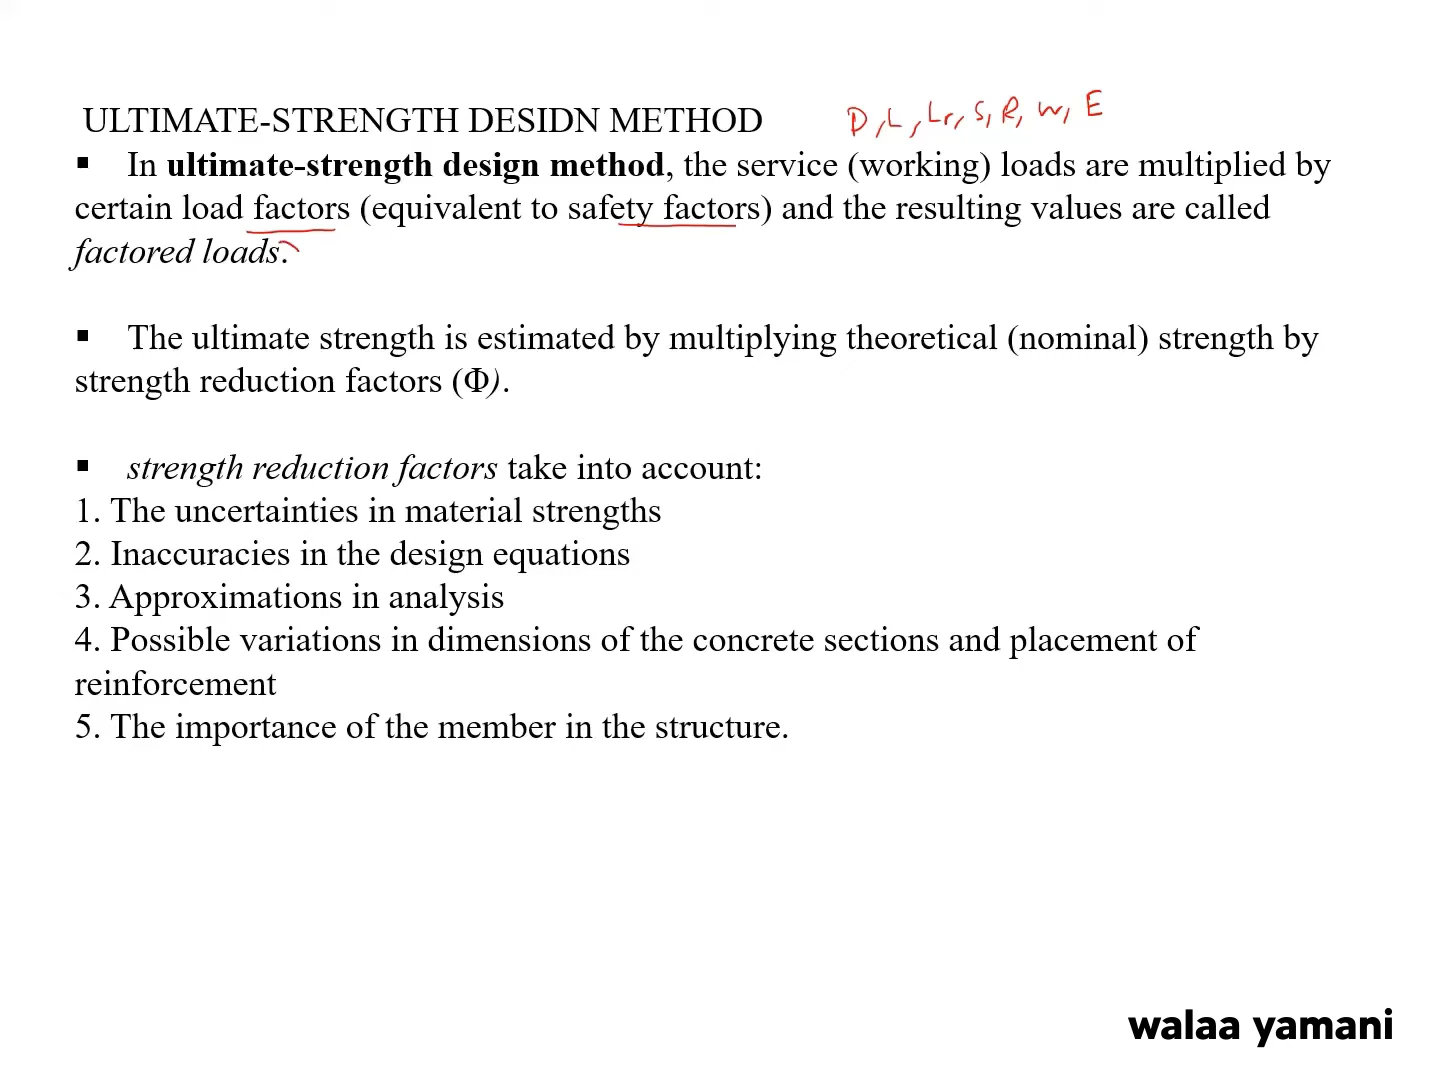 ULTIMATE-STRENGTH DESIDN METHOD D, L, Lr, S, R, W, E
▪ In ultimate-strength design method, the service (working) loads are multiplied by
certain load factors (equivalent to safety factors) and the resulting values are called
factored loads.
▪ The ultimate strength is estimated by multiplying theoretical (nominal) strength by
strength reduction factors (Φ).
▪ strength reduction factors take into account:
1. The uncertainties in material strengths
2. Inaccuracies in the design equations
3. Approximations in analysis
4. Possible variations in dimensions of the concrete sections and placement of
reinforcement
5. The importance of the member in the structure.
walaa yamani